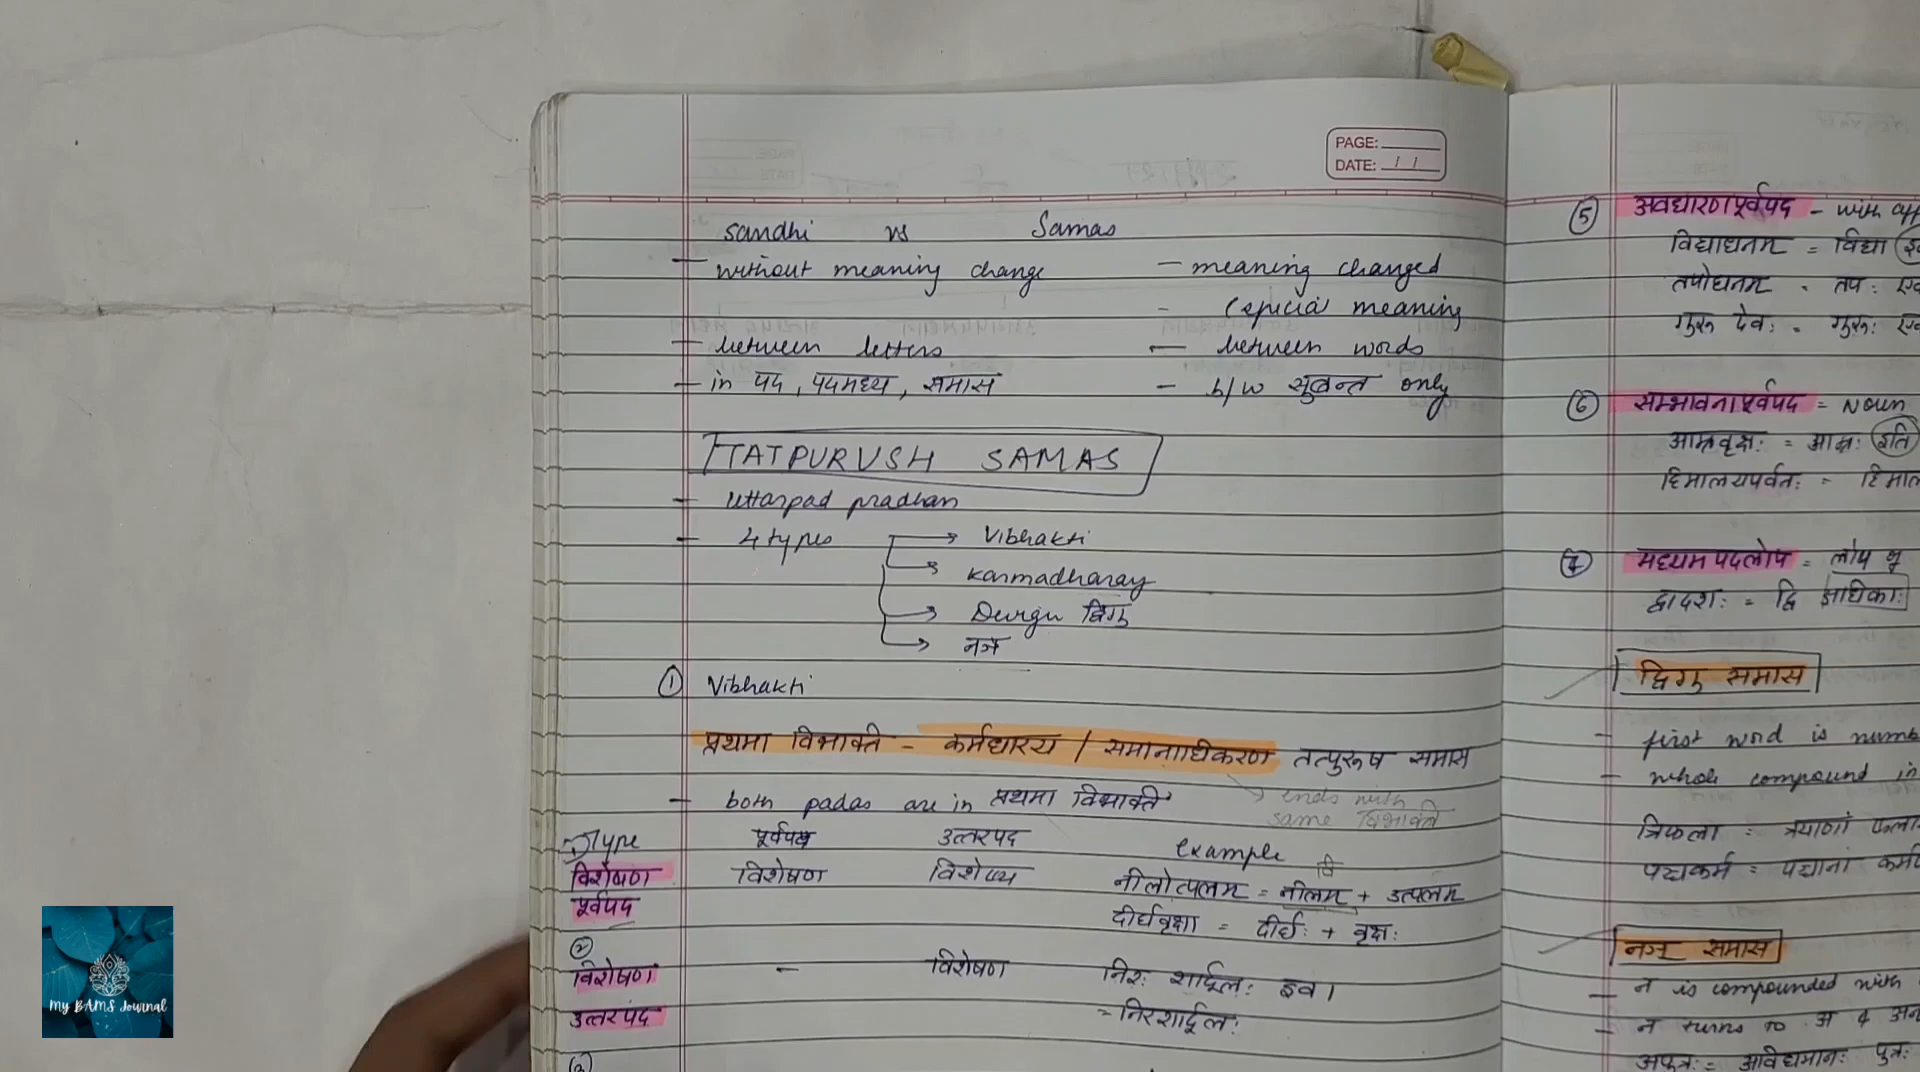 PAGE:
DATE: / /
sandhi vs Samas
- without meaning change - meaning changed
- (special meaning
- between letters - between words
- in पद, पदमध्य, समास - b/w सुबन्त only
TATPURUSH SAMAS
- uttarpad pradhan
- 4 types → Vibhakti
→ Karmadharay
→ Dwigu द्विगु
→ नञ
① Vibhakti
प्रथमा विभक्ति - कर्मधारय / समानाधिकरण तत्पुरूष समास
- both padas are in प्रथमा विभक्ति → ends with
same विभक्ति
Type पूर्वपद उत्तरपद example
विशेषण विशेषण विशेष्य नीलोत्पलम = नीलम + उत्पलम
पूर्वपद दीर्घवृक्षा = दीर्घः + वृक्षः
②
विशेषण - विशेषण शार्दूलः इव।
उत्तरपद
(3)
⑤ अवधारणापूर्वपद - with
विद्याधनम = विद्या
तपोधनम - तपः
गुरू देवः = गुरूः
⑥ सम्भावनापूर्वपद = Noun
आम्रवृक्षः = आम्रः इति
हिमालयपर्वतः =
⑦ मध्यमपदलोप = लोप
द्वादशः = द्वि अधिकाः
द्विगु समास
- first word is
- whole compound in
त्रिफला = त्रयाणां
पञ्चकर्म = पञ्चानां
नञ् समास
- न is compounded with
- न turns to अ &
अपुत्रः = अविद्यमानः पुत्रः
My BAMS Journal